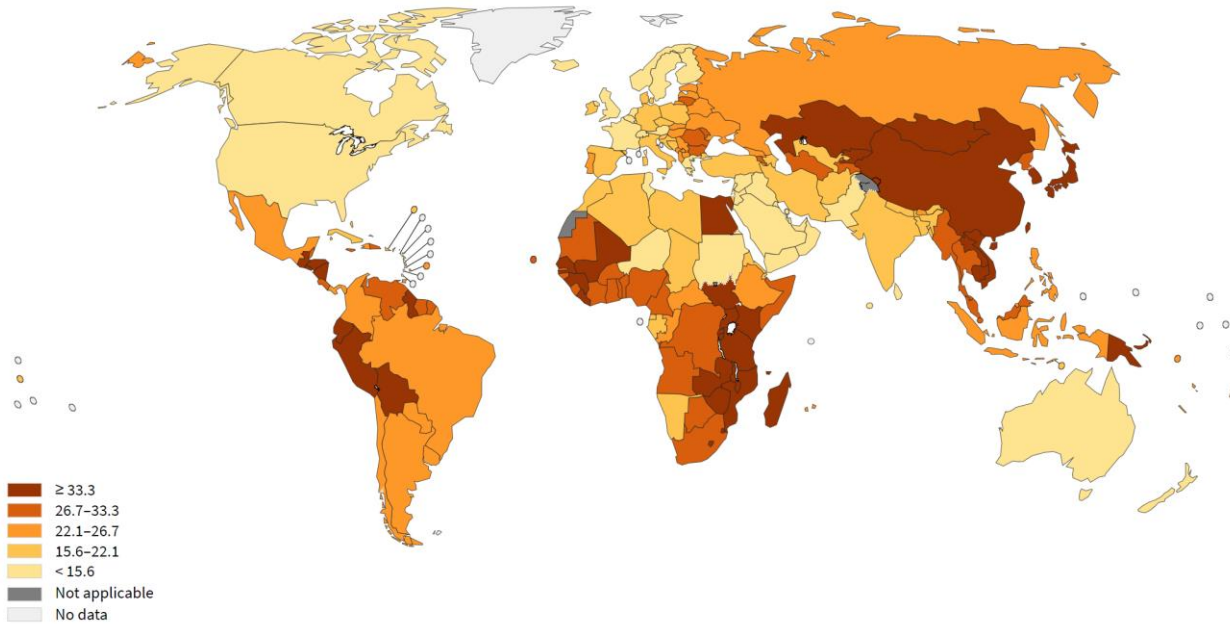 ≥ 33.3
26.7–33.3
22.1–26.7
15.6–22.1
< 15.6
Not applicable
No data